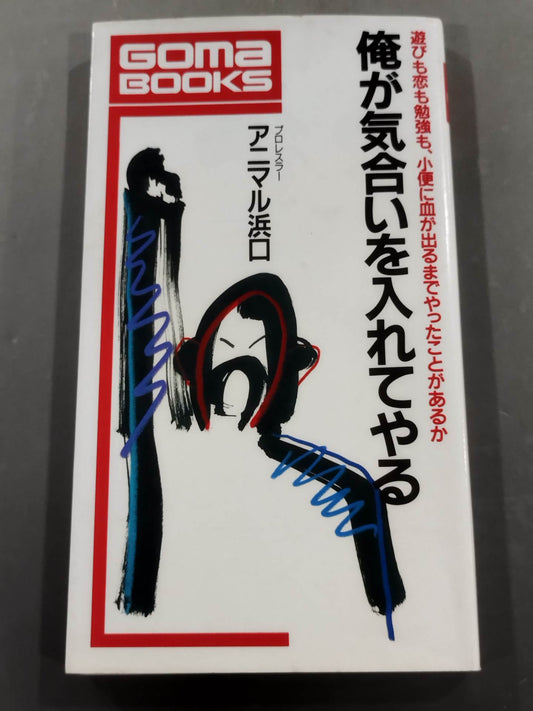 GOMA
BOOKS
遊びも恋も勉強も、小便に血が出るまでやったことがあるか
俺が気合いを入れてやる
プロレスラー
アニマル浜口